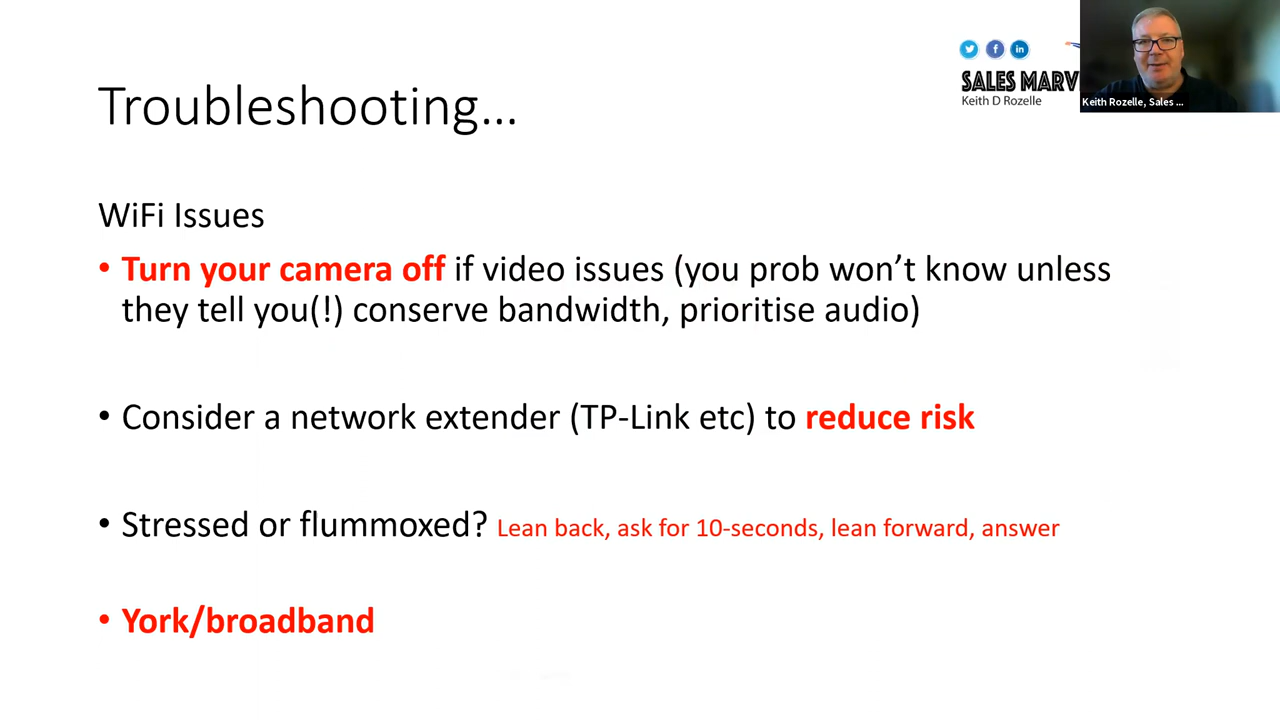 SALES MARV
Keith D Rozelle
Keith Rozelle, Sales ...
Troubleshooting...
WiFi Issues
• Turn your camera off if video issues (you prob won't know unless
they tell you(!) conserve bandwidth, prioritise audio)
• Consider a network extender (TP-Link etc) to reduce risk
• Stressed or flummoxed? Lean back, ask for 10-seconds, lean forward, answer
• York/broadband